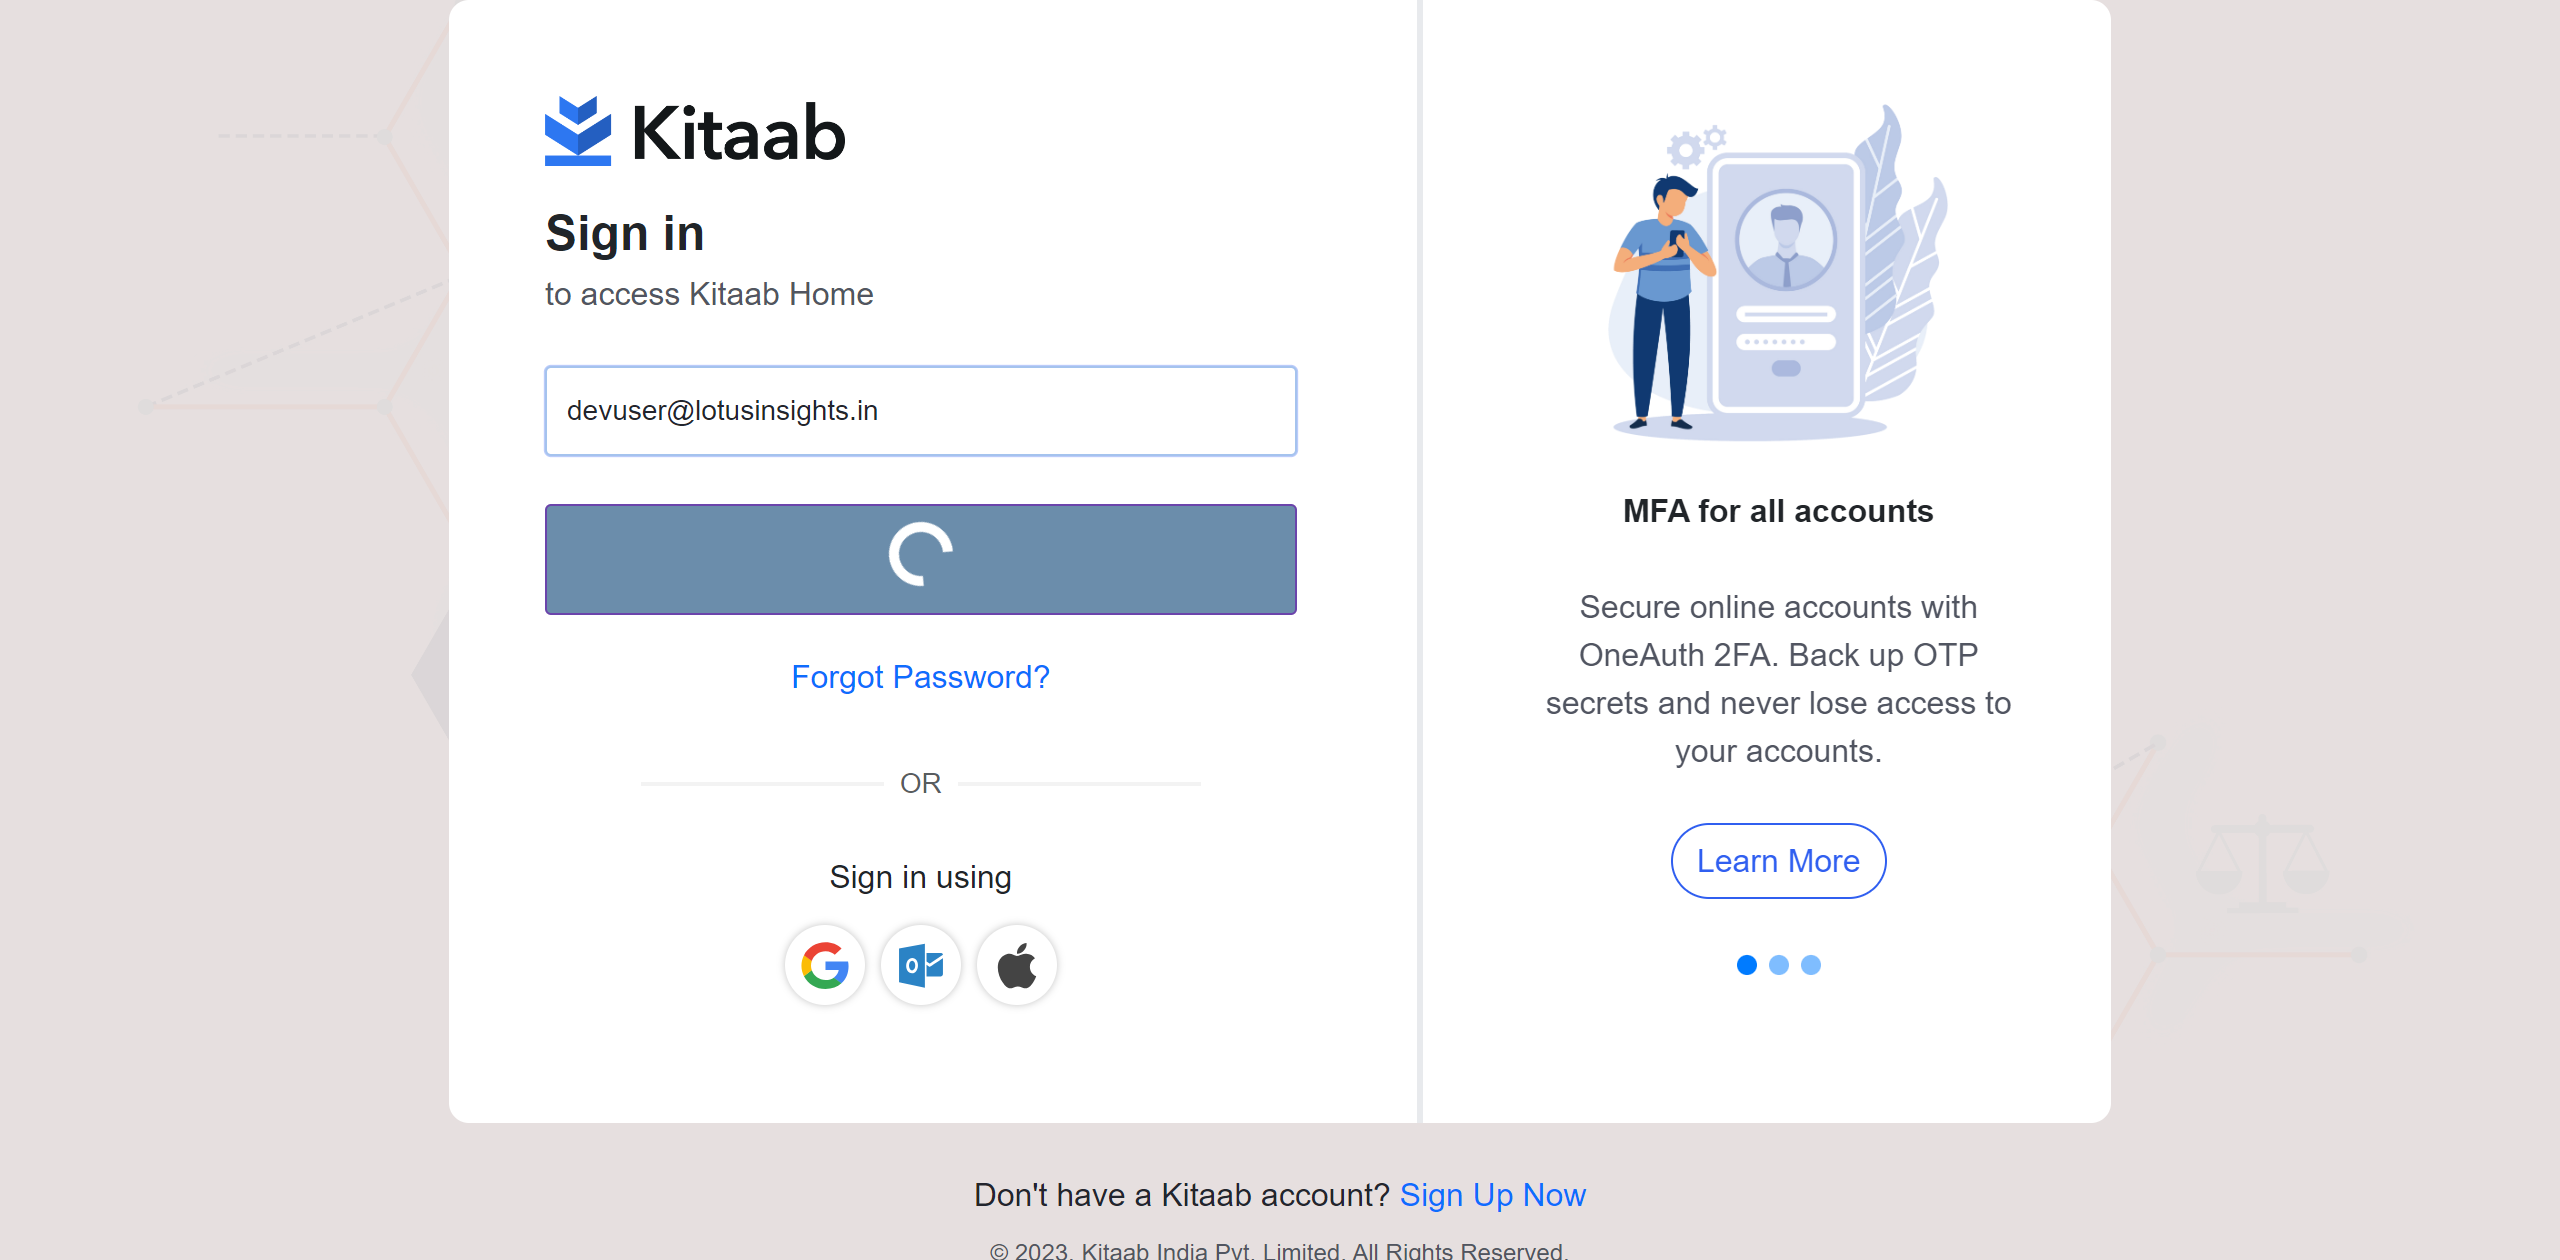 Kitaab
Sign in
to access Kitaab Home
devuser@lotusinsights.in
Forgot Password?
OR
Sign in using
MFA for all accounts
Secure online accounts with
OneAuth 2FA. Back up OTP
secrets and never lose access to
your accounts.
Learn More
Don't have a Kitaab account? Sign Up Now
© 2023, Kitaab India Pvt. Limited. All Rights Reserved.